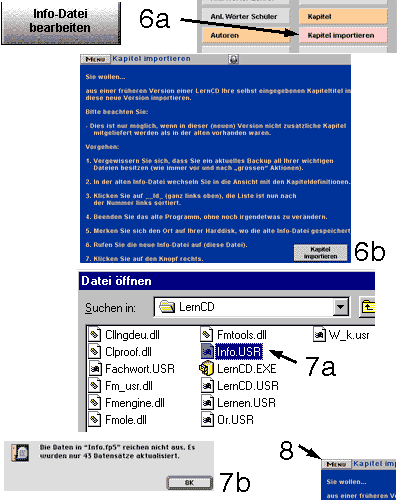 Info-Datei
bearbeiten
6a
Anl. Wörter Schüler
Autoren
Kapitel
Kapitel importieren
MENU Kapitel importieren
Sie wollen...
aus einer früheren Version einer LernCD Ihre selbst eingegebenen Kapiteltitel in
diese neue Version importieren.
Bitte beachten Sie:
- Dies ist nur möglich, wenn in dieser (neuen) Version nicht zusätzliche Kapitel
mitgeliefert werden als in der alten vorhanden waren.
Vorgehen:
1. Vergewissern Sie sich, dass Sie ein aktuelles Backup all Ihrer wichtigen
Dateien besitzen (wie immer vor und nach „grossen" Aktionen).
2. In der alten Info-Datei wechseln Sie in die Ansicht mit den Kapiteldefinitionen.
3. Klicken Sie auf __Id_ (ganz links oben), die Liste ist nun nach
der Nummer links sortiert.
4. Beenden Sie das alte Programm, ohne noch irgendetwas zu verändern.
5. Merken Sie sich den Ort auf Ihrer Harddisk, wo die alte Info-Datei gespeichert
6. Rufen Sie die neue Info-Datei auf (diese Datei).
7. Klicken Sie auf den Knopf rechts.
Kapitel
importieren
6b
Datei öffnen
Suchen in: LernCD
Clingdeu.dll
Clproof.dll
Fachwort.USR
Fm_usr.dll
Fmengine.dll
Fmole.dll
Fmtools.dll
Info.USR
LernCD.EXE
LernCD.USR
Lernen.USR
Or.USR
W_k.usr
7a
Die Daten in "Info.fp5" reichen nicht aus. Es
wurden nur 43 Datensätze aktualisiert.
OK
7b
8
MENU Kapitel im
Sie wollen...
aus einer früheren V